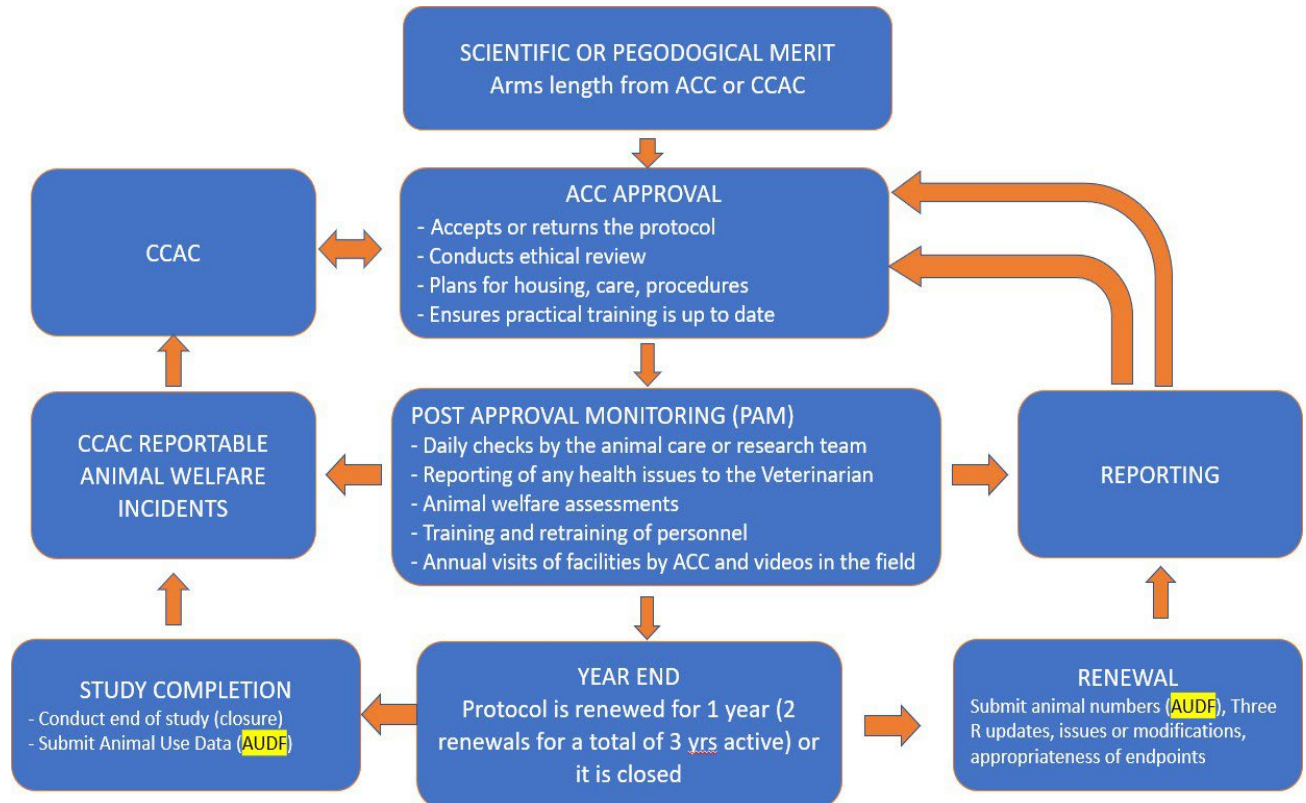 SCIENTIFIC OR PEGODOGICAL MERIT
Arms length from ACC or CCAC
CCAC
ACC APPROVAL
- Accepts or returns the protocol
- Conducts ethical review
- Plans for housing, care, procedures
- Ensures practical training is up to date
CCAC REPORTABLE
ANIMAL WELFARE
INCIDENTS
POST APPROVAL MONITORING (PAM)
- Daily checks by the animal care or research team
- Reporting of any health issues to the Veterinarian
- Animal welfare assessments
- Training and retraining of personnel
- Annual visits of facilities by ACC and videos in the field
REPORTING
STUDY COMPLETION
- Conduct end of study (closure)
- Submit Animal Use Data (AUDF)
YEAR END
Protocol is renewed for 1 year (2
renewals for a total of 3 yrs active) or
it is closed
RENEWAL
Submit animal numbers (AUDF), Three
R updates, issues or modifications,
appropriateness of endpoints